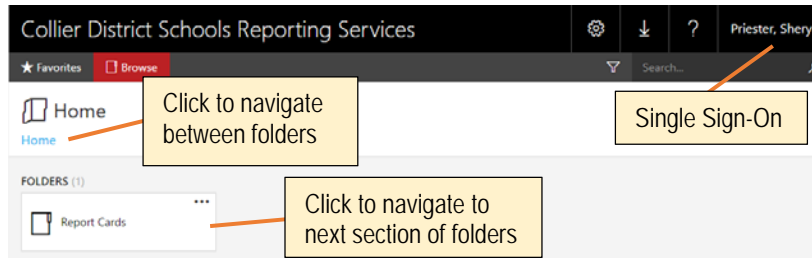 Collier District Schools Reporting Services
? Priester, Shery
Favorites Browse Search...
Home
Home
Click to navigate
between folders
Single Sign-On
FOLDERS (1)
Report Cards
Click to navigate to
next section of folders